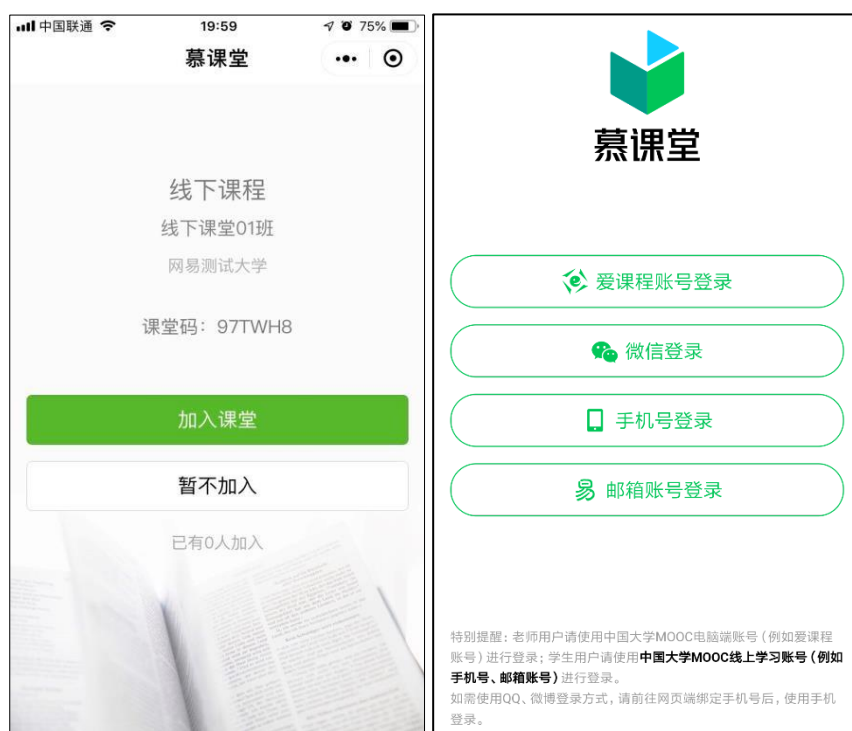 中国联通 19:59 75%
慕课堂
线下课程
线下课堂01班
网易测试大学
课堂码：97TWH8
加入课堂
暂不加入
已有0人加入
慕课堂
爱课程账号登录
微信登录
手机号登录
邮箱账号登录
特别提醒：老师用户请使用中国大学MOOC电脑端账号（例如爱课程
账号）进行登录；学生用户请使用中国大学MOOC线上学习账号（例如
手机号、邮箱账号）进行登录。
如需使用QQ、微博登录方式，请前往网页端绑定手机号后，使用手机
登录。